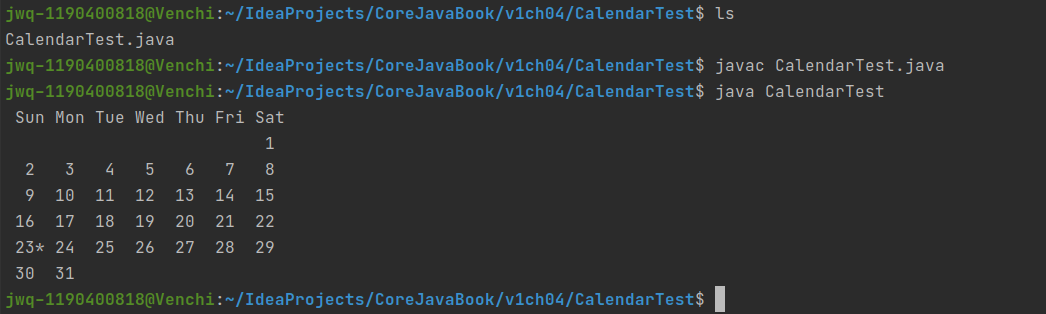 jwq-1190400818@Venchi:~/IdeaProjects/CoreJavaBook/v1ch04/CalendarTest$ ls
CalendarTest.java
jwq-1190400818@Venchi:~/IdeaProjects/CoreJavaBook/v1ch04/CalendarTest$ javac CalendarTest.java
jwq-1190400818@Venchi:~/IdeaProjects/CoreJavaBook/v1ch04/CalendarTest$ java CalendarTest
 Sun Mon Tue Wed Thu Fri Sat
                          1
  2   3   4   5   6   7   8
  9  10  11  12  13  14  15
 16  17  18  19  20  21  22
 23* 24  25  26  27  28  29
 30  31
jwq-1190400818@Venchi:~/IdeaProjects/CoreJavaBook/v1ch04/CalendarTest$